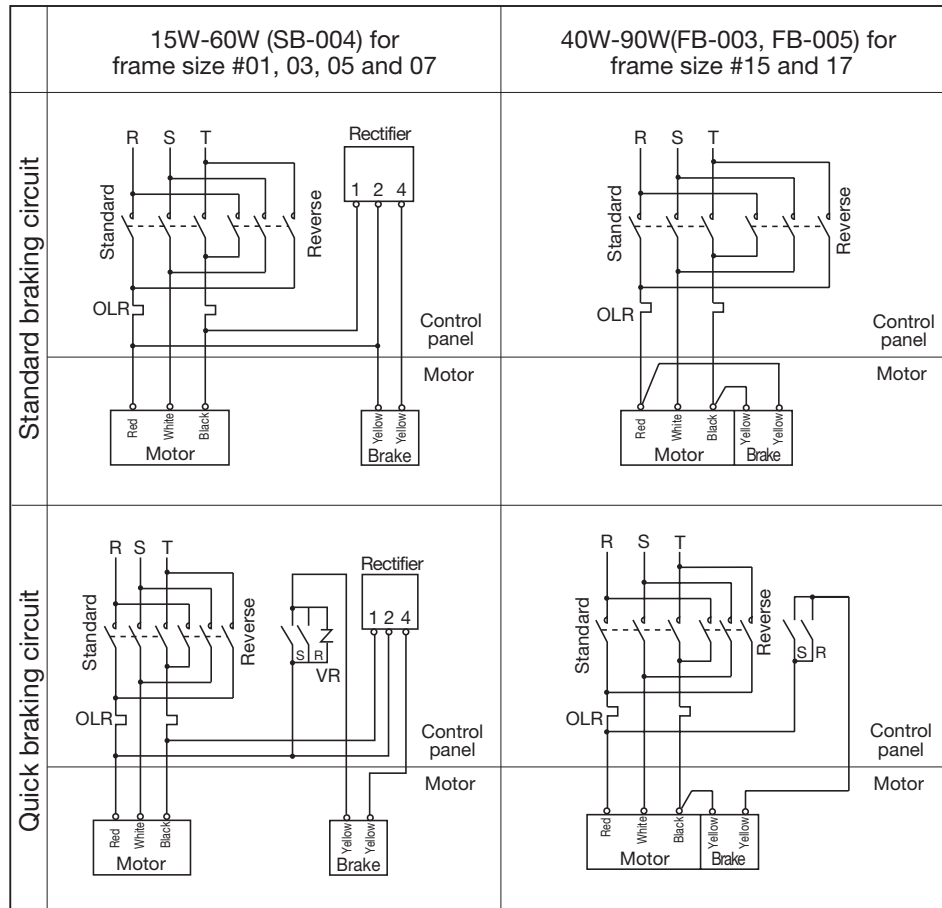 15W-60W (SB-004) for
frame size #01, 03, 05 and 07
40W-90W(FB-003, FB-005) for
frame size #15 and 17
Standard braking circuit
R S T
Rectifier
1 2 4
Standard
Reverse
OLR
Control
panel
Motor
Red
White
Black
Motor
Yellow
Yellow
Brake
R S T
Standard
Reverse
OLR
Control
panel
Motor
Red
White
Black
Yellow
Yellow
Motor
Brake
Quick braking circuit
R S T
Rectifier
1 2 4
Standard
Reverse
S R
VR
OLR
Control
panel
Motor
Red
White
Black
Motor
Yellow
Yellow
Brake
R S T
Standard
Reverse
S R
OLR
Control
panel
Motor
Red
White
Black
Yellow
Yellow
Motor
Brake